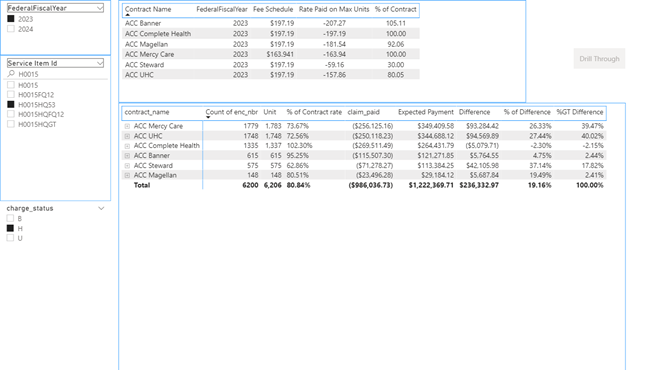 FederalFiscalYear
2023
2024
Service Item Id
H0015
H0015
H0015FQ12
H0015HQ53
H0015HQFQ12
H0015HQGT
charge_status
B
H
U
Contract Name FederalFiscalYear Fee Schedule Rate Paid on Max Units % of Contract
ACC Banner 2023 $197.19 -207.27 105.11
ACC Complete Health 2023 $197.19 -197.19 100.00
ACC Magellan 2023 $197.19 -181.54 92.06
ACC Mercy Care 2023 $163.941 -163.94 100.00
ACC Steward 2023 $197.19 -59.16 30.00
ACC UHC 2023 $197.19 -157.86 80.05
Drill Through
contract_name Count of enc_nbr Unit % of Contract rate claim_paid Expected Payment Difference % of Difference %GT Difference
ACC Mercy Care 1779 1,783 73.67% ($256,125.16) $349,409.58 $93,284.42 26.33% 39.47%
ACC UHC 1748 1,748 72.56% ($250,118.23) $344,688.12 $94,569.89 27.44% 40.02%
ACC Complete Health 1335 1,337 102.30% ($269,511.49) $264,431.79 ($5,079.71) -2.30% -2.15%
ACC Banner 615 615 95.25% ($115,507.30) $121,271.85 $5,764.55 4.75% 2.44%
ACC Steward 575 575 62.86% ($71,278.27) $113,384.25 $42,105.98 37.14% 17.82%
ACC Magellan 148 148 80.51% ($23,496.28) $29,184.12 $5,687.84 19.49% 2.41%
Total 6200 6,206 80.84% ($986,036.73) $1,222,369.71 $236,332.97 19.16% 100.00%